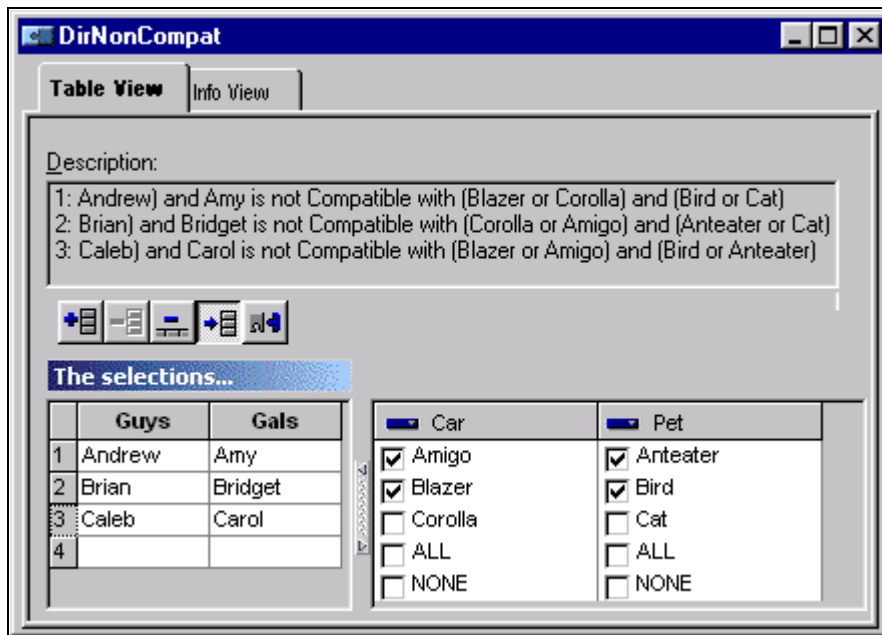 DirNonCompat
Table View Info View
Description:
1: Andrew) and Amy is not Compatible with (Blazer or Corolla) and (Bird or Cat)
2: Brian) and Bridget is not Compatible with (Corolla or Amigo) and (Anteater or Cat)
3: Caleb) and Carol is not Compatible with (Blazer or Amigo) and (Bird or Anteater)
The selections...
Guys Gals Car Pet
1 Andrew Amy Amigo Anteater
2 Brian Bridget Blazer Bird
3 Caleb Carol Corolla Cat
4 ALL ALL
NONE NONE